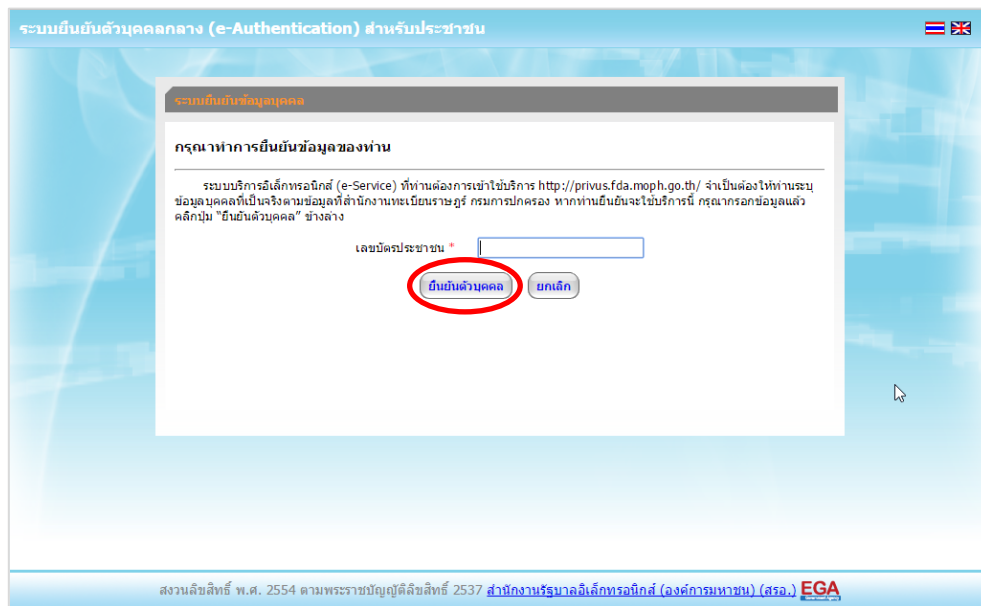 ระบบยืนยันตัวบุคคลกลาง (e-Authentication) สำหรับประชาชน
ระบบยืนยันข้อมูลบุคคล
กรุณาทำการยืนยันข้อมูลของท่าน
ระบบบริการอิเล็กทรอนิกส์ (e-Service) ที่ท่านต้องการเข้าใช้บริการ http://privus.fda.moph.go.th/ จำเป็นต้องให้ท่านระบุ
ข้อมูลบุคคลที่เป็นจริงตามข้อมูลที่สำนักงานทะเบียนราษฎร์ กรมการปกครอง หากท่านยืนยันจะใช้บริการนี้ กรุณากรอกข้อมูลแล้ว
คลิกปุ่ม "ยืนยันตัวบุคคล" ข้างล่าง
เลขบัตรประชาชน *
ยืนยันตัวบุคคล ยกเลิก
สงวนลิขสิทธิ์ พ.ศ. 2554 ตามพระราชบัญญัติลิขสิทธิ์ 2537 สำนักงานรัฐบาลอิเล็กทรอนิกส์ (องค์การมหาชน) (สรอ.) EGA